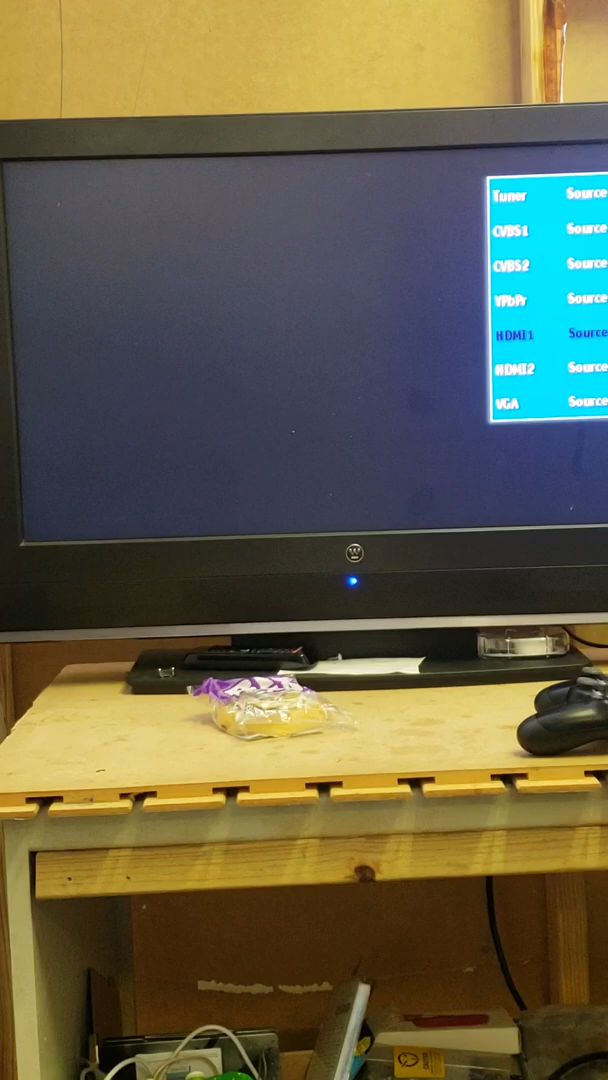 Tuner Source
CVBS1 Source
CVBS2 Source
YPbPr Source
HDMI1 Source
HDMI2 Source
VGA Source
W